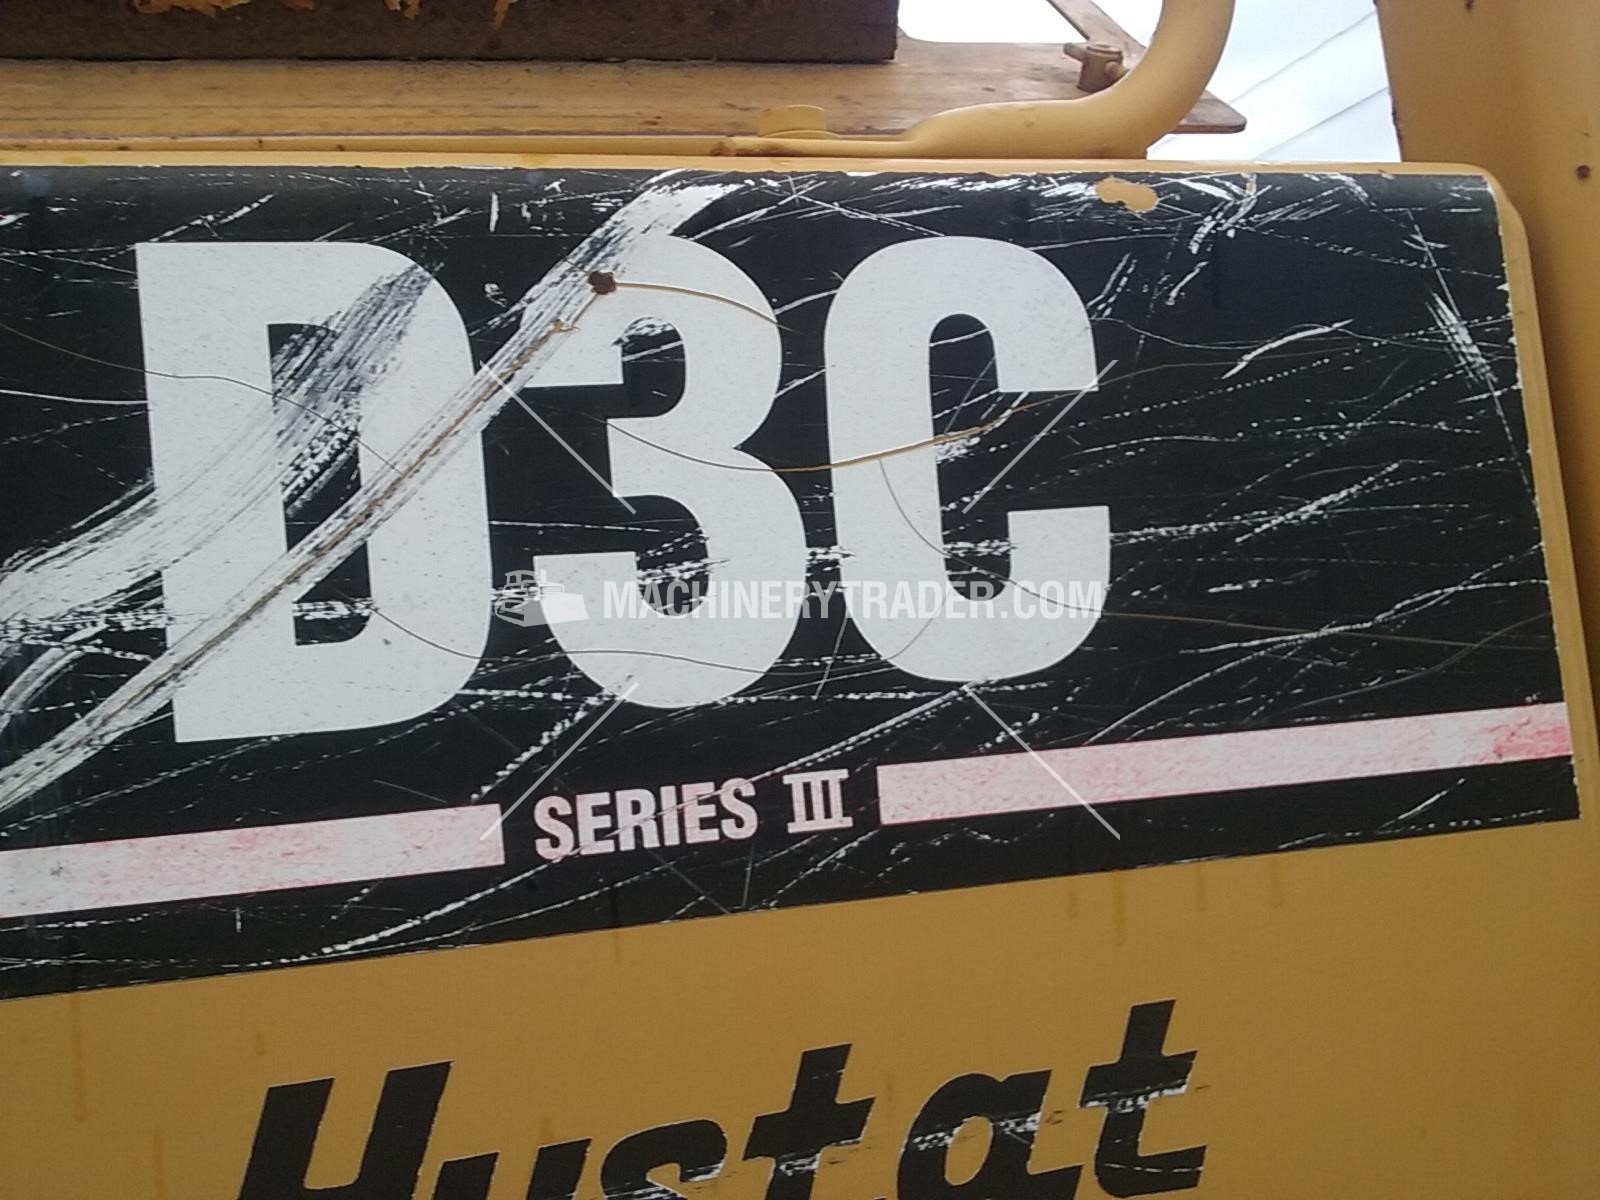 D3C
MACHINERYTRADER.COM
SERIES III
Hystat